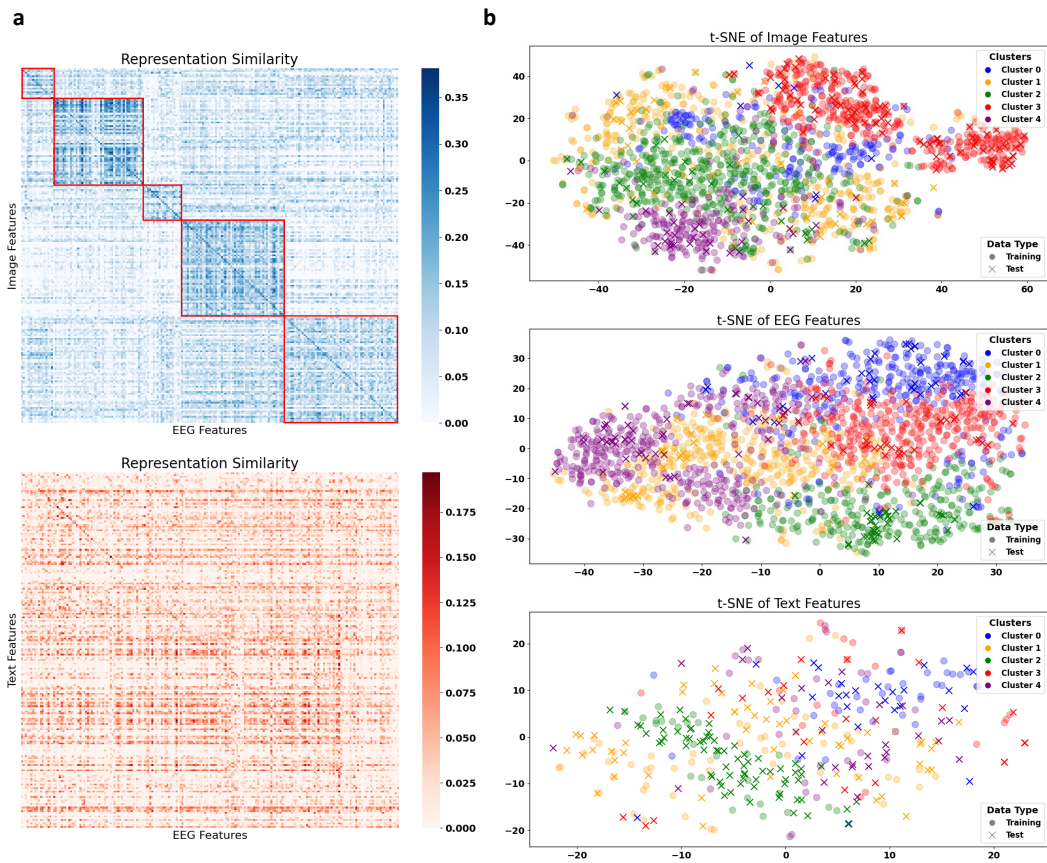 a
Representation Similarity
Image Features
0.35
0.30
0.25
0.20
0.15
0.10
0.05
0.00
EEG Features
Representation Similarity
Text Features
0.175
0.150
0.125
0.100
0.075
0.050
0.025
0.000
EEG Features
b
t-SNE of Image Features
40
20
0
−20
−40
−40
−20
0
20
40
60
Clusters
Cluster 0
Cluster 1
Cluster 2
Cluster 3
Cluster 4
Data Type
Training
Test
t-SNE of EEG Features
30
20
10
0
−10
−20
−30
−40
−30
−20
−10
0
10
20
30
Clusters
Cluster 0
Cluster 1
Cluster 2
Cluster 3
Cluster 4
Data Type
Training
Test
t-SNE of Text Features
20
10
0
−10
−20
−20
−10
0
10
20
Clusters
Cluster 0
Cluster 1
Cluster 2
Cluster 3
Cluster 4
Data Type
Training
Test